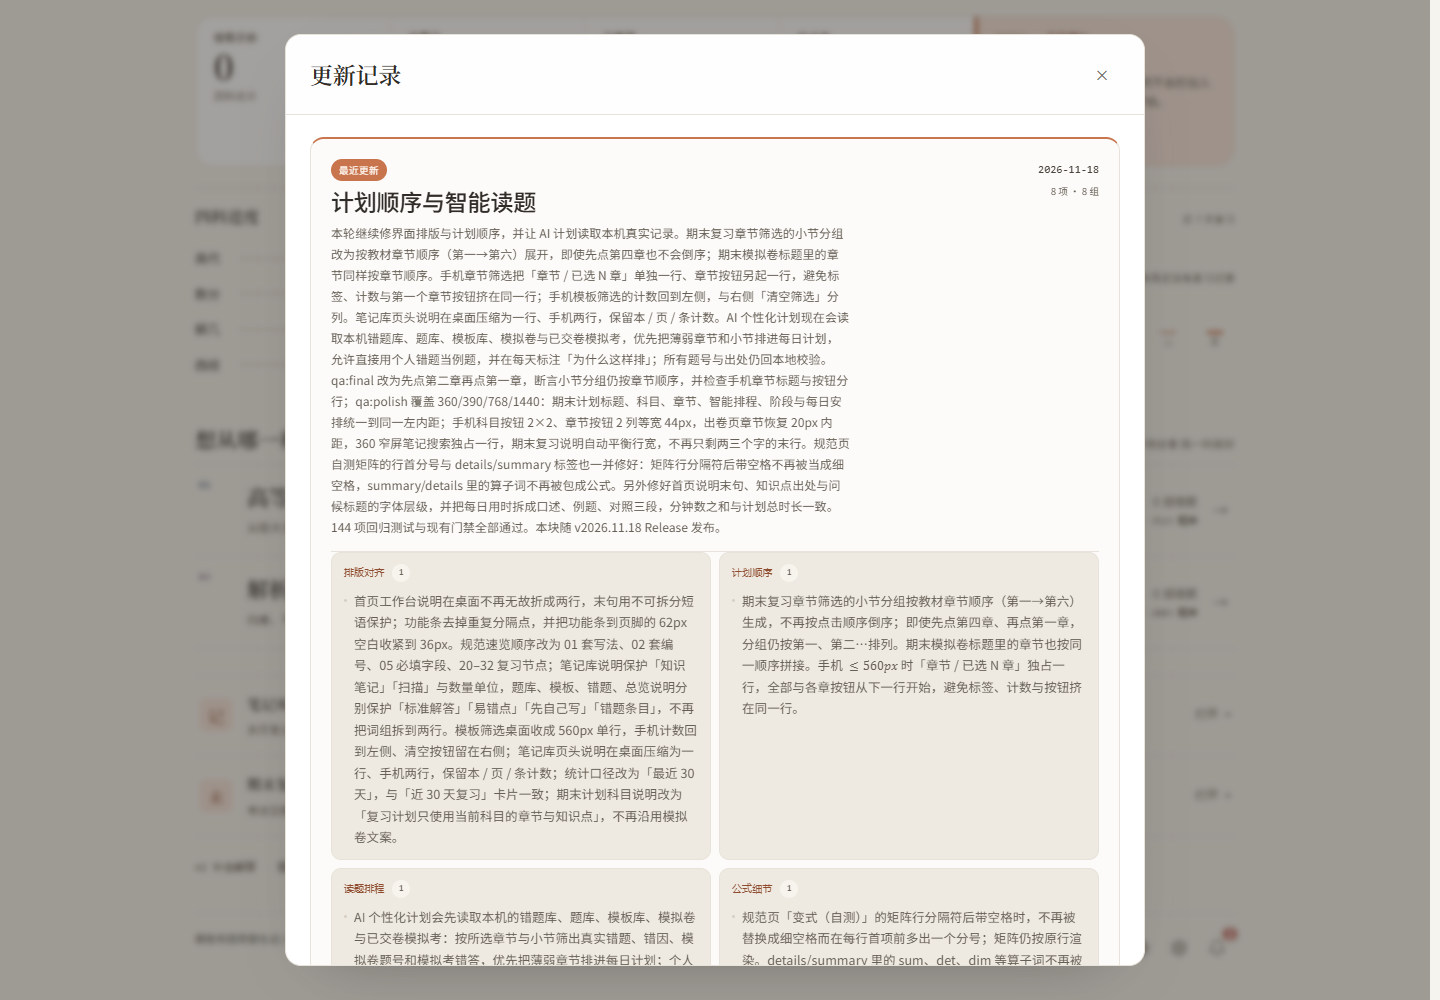 更新记录
×
最近更新
2026-11-18
8 项 · 8 组
计划顺序与智能读题
本轮继续修界面排版与计划顺序，并让 AI 计划读取本机真实记录。期末复习章节筛选的小节分组
改为按教材章节顺序（第一→第六）展开，即使先点第四章也不会倒序；期末模拟卷标题里的章
节同样按章节顺序。手机章节筛选把「章节 / 已选 N 章」单独一行、章节按钮另起一行，避免标
签、计数与第一个章节按钮挤在同一行；手机模板筛选的计数回到左侧，与右侧「清空筛选」分
列。笔记库页头说明在桌面压缩为一行、手机两行，保留本 / 页 / 条计数。AI 个性化计划现在会读
取本机错题库、题库、模板库、模拟卷与已交卷模拟考，优先把薄弱章节和小节排进每日计划，
允许直接用个人错题当例题，并在每天标注「为什么这样排」；所有题号与出处仍回本地校验。
qa:final 改为先点第二章再点第一章，断言小节分组仍按章节顺序，并检查手机章节标题与按钮分
行；qa:polish 覆盖 360/390/768/1440：期末计划标题、科目、章节、智能排程、阶段与每日安
排统一到同一左内距；手机科目按钮 2×2、章节按钮 2 列等宽 44px，出卷页章节恢复 20px 内
距，360 窄屏笔记搜索独占一行，期末复习说明自动平衡行宽，不再只剩两三个字的末行。规范页
自测矩阵的行首分号与 details/summary 标签也一并修好：矩阵行分隔符后带空格不再被当成细
空格，summary/details 里的算子词不再被包成公式。另外修好首页说明末句、知识点出处与问
候标题的字体层级，并把每日用时拆成口述、例题、对照三段，分钟数之和与计划总时长一致。
144 项回归测试与现有门禁全部通过。本块随 v2026.11.18 Release 发布。
排版对齐 1
首页工作台说明在桌面不再无故折成两行，末句用不可拆分短
语保护；功能条去掉重复分隔点，并把功能条到页脚的 62px
空白收紧到 36px。规范速览顺序改为 01 套写法、02 套编
号、05 必填字段、20–32 复习节点；笔记库说明保护「知识
笔记」「扫描」与数量单位，题库、模板、错题、总览说明分
别保护「标准解答」「易错点」「先自己写」「错题条目」，不再
把词组拆到两行。模板筛选桌面收成 560px 单行，手机计数回
到左侧、清空按钮留在右侧；笔记库页头说明在桌面压缩为一
行、手机两行，保留本 / 页 / 条计数；统计口径改为「最近 30
天」，与「近 30 天复习」卡片一致；期末计划科目说明改为
「复习计划只使用当前科目的章节与知识点」，不再沿用模拟
卷文案。
计划顺序 1
期末复习章节筛选的小节分组按教材章节顺序（第一→第六）
生成，不再按点击顺序倒序；即使先点第四章、再点第一章，
分组仍按第一、第二…排列。期末模拟卷标题里的章节也按同
一顺序拼接。手机 ≤ 560px 时「章节 / 已选 N 章」独占一
行，全部与各章按钮从下一行开始，避免标签、计数与按钮挤
在同一行。
读题排程 1
AI 个性化计划会先读取本机的错题库、题库、模板库、模拟卷
与已交卷模拟考：按所选章节与小节筛出真实错题、错因、模
拟卷题号和模拟考错答，优先把薄弱章节排进每日计划；个人
公式细节 1
规范页「变式（自测）」的矩阵行分隔符后带空格时，不再被
替换成细空格而在每行首项前多出一个分号；矩阵仍按原行渲
染。details/summary 里的 sum、det、dim 等算子词不再被